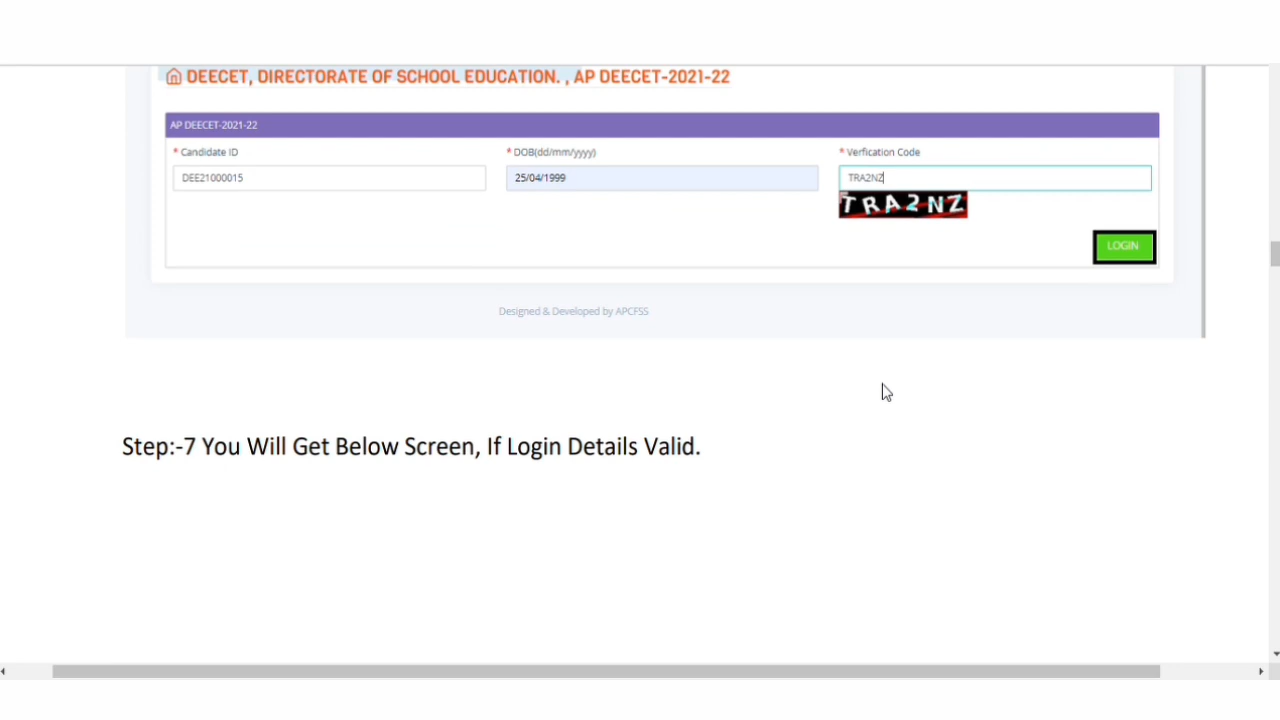 DEECET, DIRECTORATE OF SCHOOL EDUCATION. , AP DEECET-2021-22
AP DEECET-2021-22
* Candidate ID * DOB(dd/mm/yyyy) * Verfication Code
DEE21000015 25/04/1999 TRA2NZ
TRA2NZ
LOGIN
Designed & Developed by APCFSS
Step:-7 You Will Get Below Screen, If Login Details Valid.